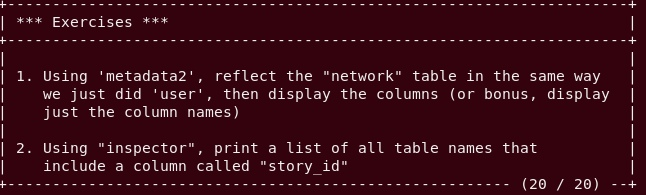 *** Exercises ***
1. Using 'metadata2', reflect the "network" table in the same way
we just did 'user', then display the columns (or bonus, display
just the column names)
2. Using "inspector", print a list of all table names that
include a column called "story_id"
(20 / 20)